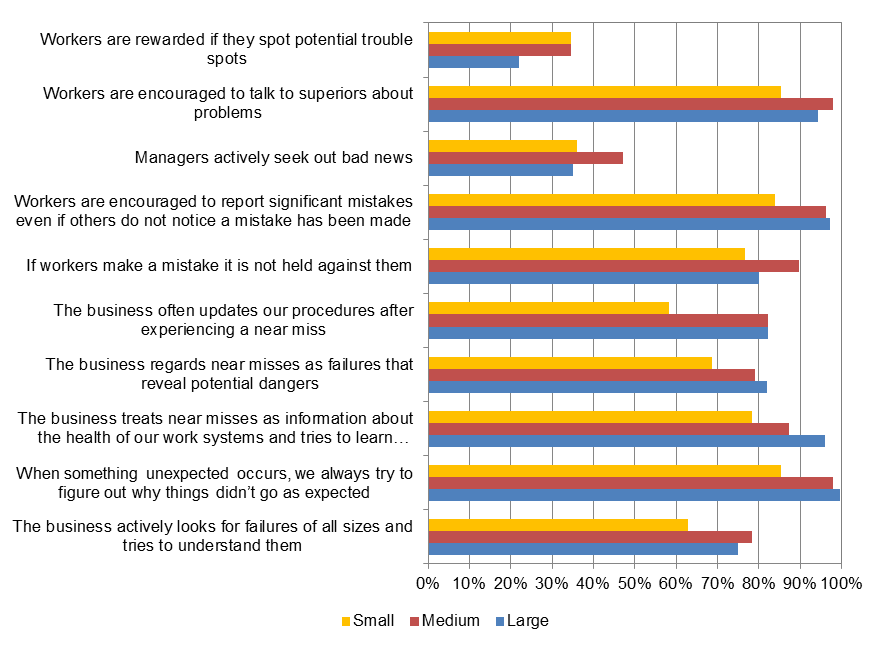 Workers are rewarded if they spot potential trouble
spots
Workers are encouraged to talk to superiors about
problems
Managers actively seek out bad news
Workers are encouraged to report significant mistakes
even if others do not notice a mistake has been made
If workers make a mistake it is not held against them
The business often updates our procedures after
experiencing a near miss
The business regards near misses as failures that
reveal potential dangers
The business treats near misses as information about
the health of our work systems and tries to learn…
When something unexpected occurs, we always try to
figure out why things didn’t go as expected
The business actively looks for failures of all sizes and
tries to understand them
0% 10% 20% 30% 40% 50% 60% 70% 80% 90% 100%
Small Medium Large